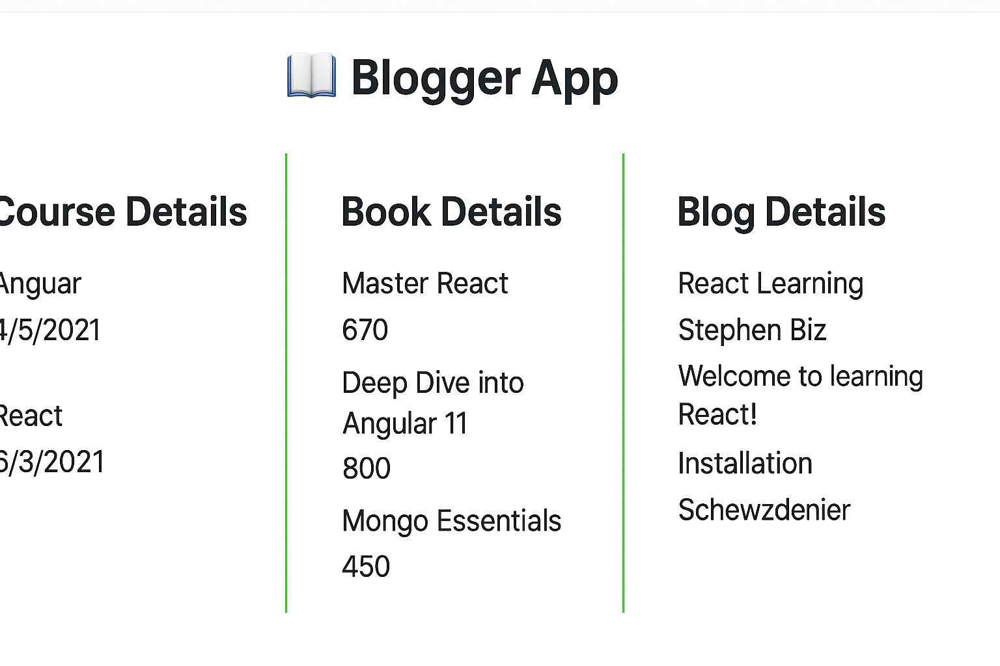 📖 Blogger App
Course Details
Anguar
4/5/2021
React
6/3/2021
Book Details
Master React
670
Deep Dive into
Angular 11
800
Mongo Essentials
450
Blog Details
React Learning
Stephen Biz
Welcome to learning
React!
Installation
Schewzdenier